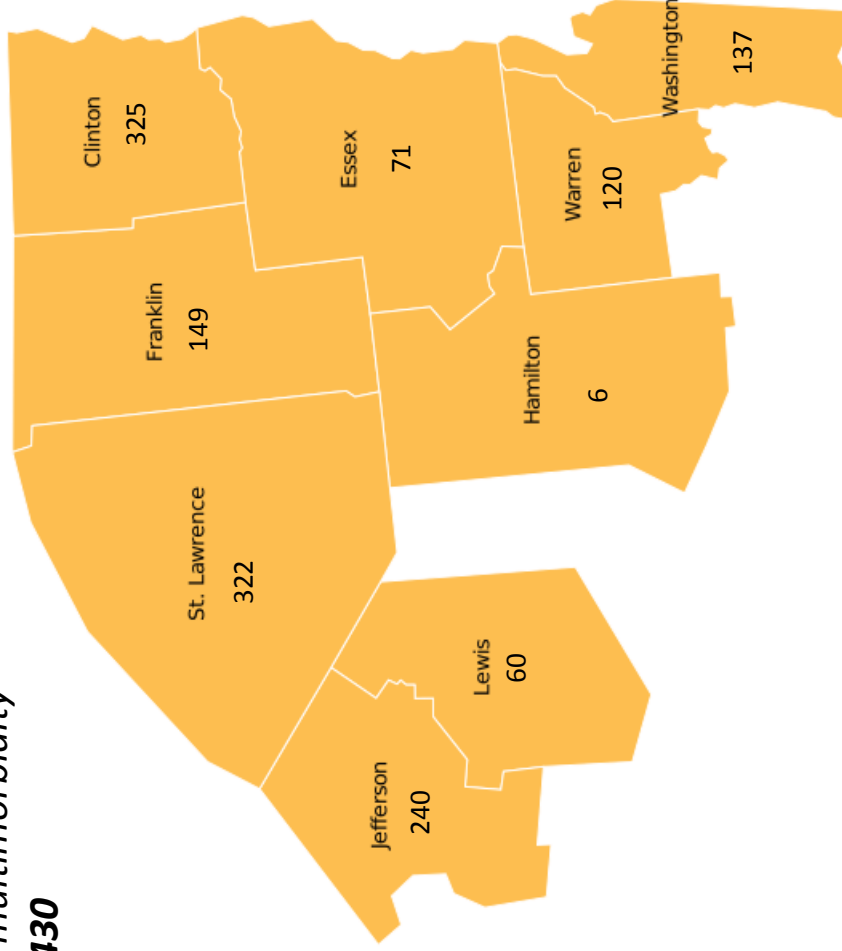 multimorbidity
430
Clinton
325
Franklin
149
Essex
71
St. Lawrence
322
Washington
137
Warren
120
Hamilton
6
Lewis
60
Jefferson
240